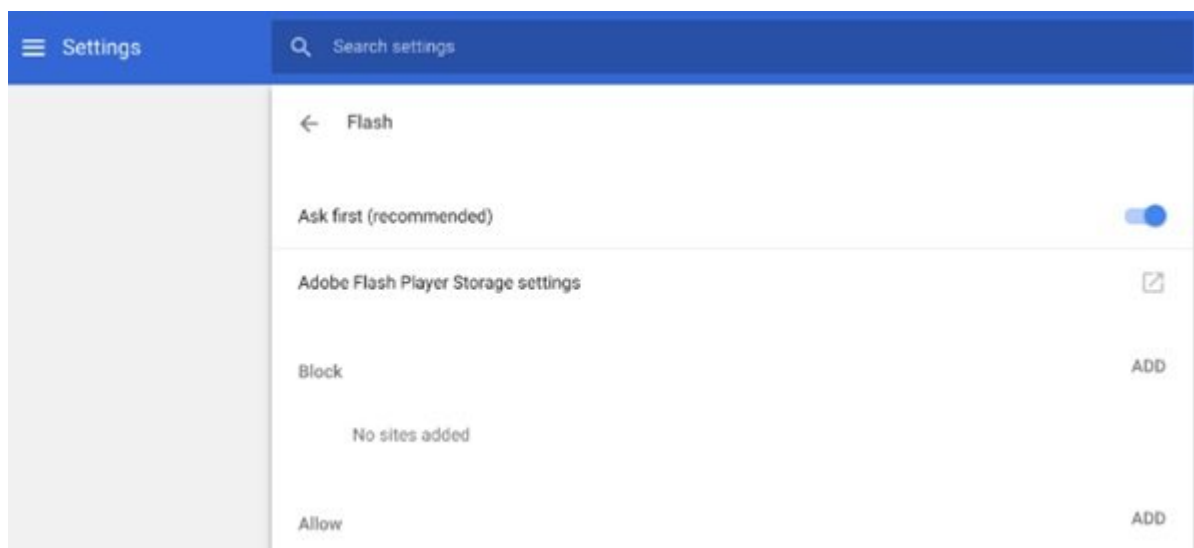 Settings
Search settings
Flash
Ask first (recommended)
Adobe Flash Player Storage settings
Block
ADD
No sites added
Allow
ADD